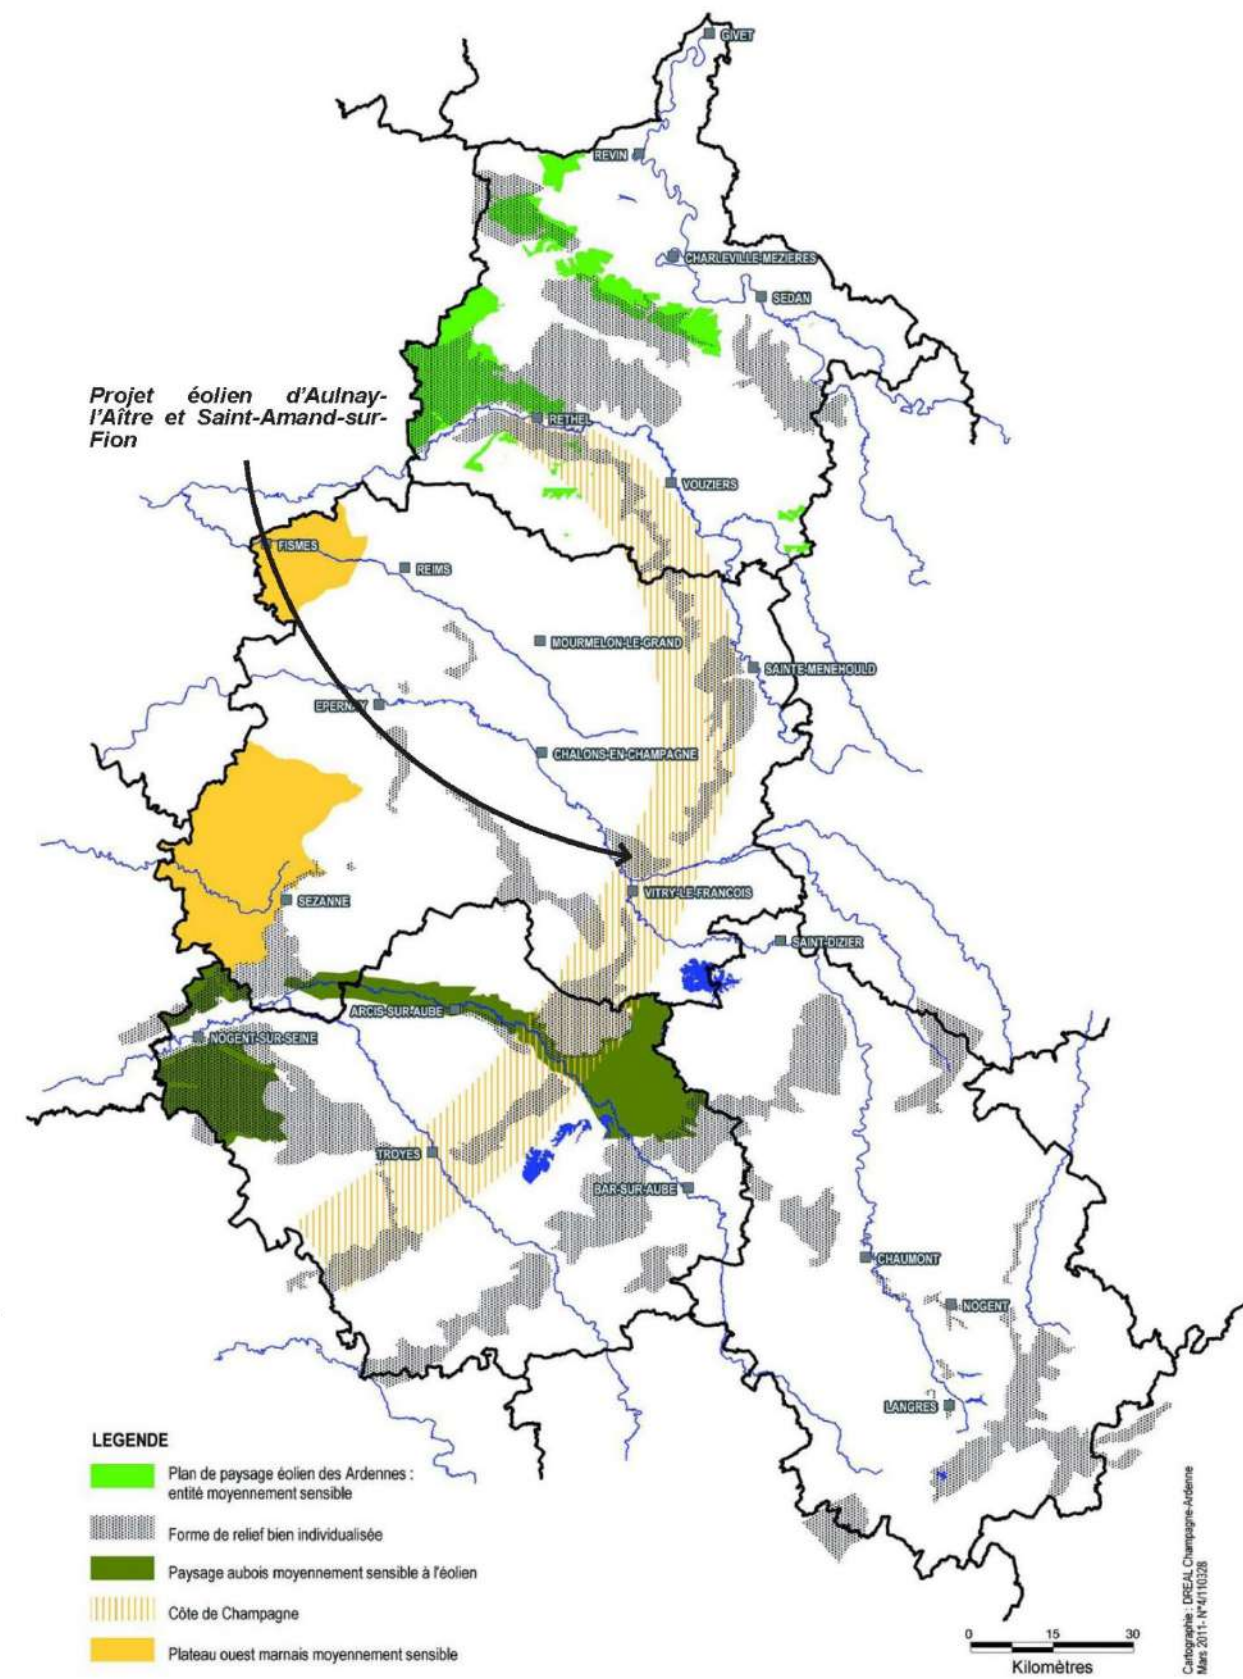 GIVET
REVIN
CHARLEVILLE-MEZIERES
SEDAN
Projet éolien d'Aulnay-
l'Aître et Saint-Amand-sur-
Fion
RETHEL
VOUZIERS
FISMES
REIMS
MOURMELON-LE-GRAND
SAINTE-MENEHOULD
EPERNAY
CHALONS-EN-CHAMPAGNE
VITRY-LE-FRANCOIS
SEZANNE
SAINT-DIZIER
ARCIS-SUR-AUBE
NOGENT-SUR-SEINE
TROYES
BAR-SUR-AUBE
CHAUMONT
NOGENT
LANGRES
LEGENDE
Plan de paysage éolien des Ardennes :
entité moyennement sensible
Forme de relief bien individualisée
Paysage aubois moyennement sensible à l'éolien
Côte de Champagne
Plateau ouest marnais moyennement sensible
0 15 30
Kilomètres
Cartographie : DREAL Champagne-Ardenne
Mars 2011- N°4/110328